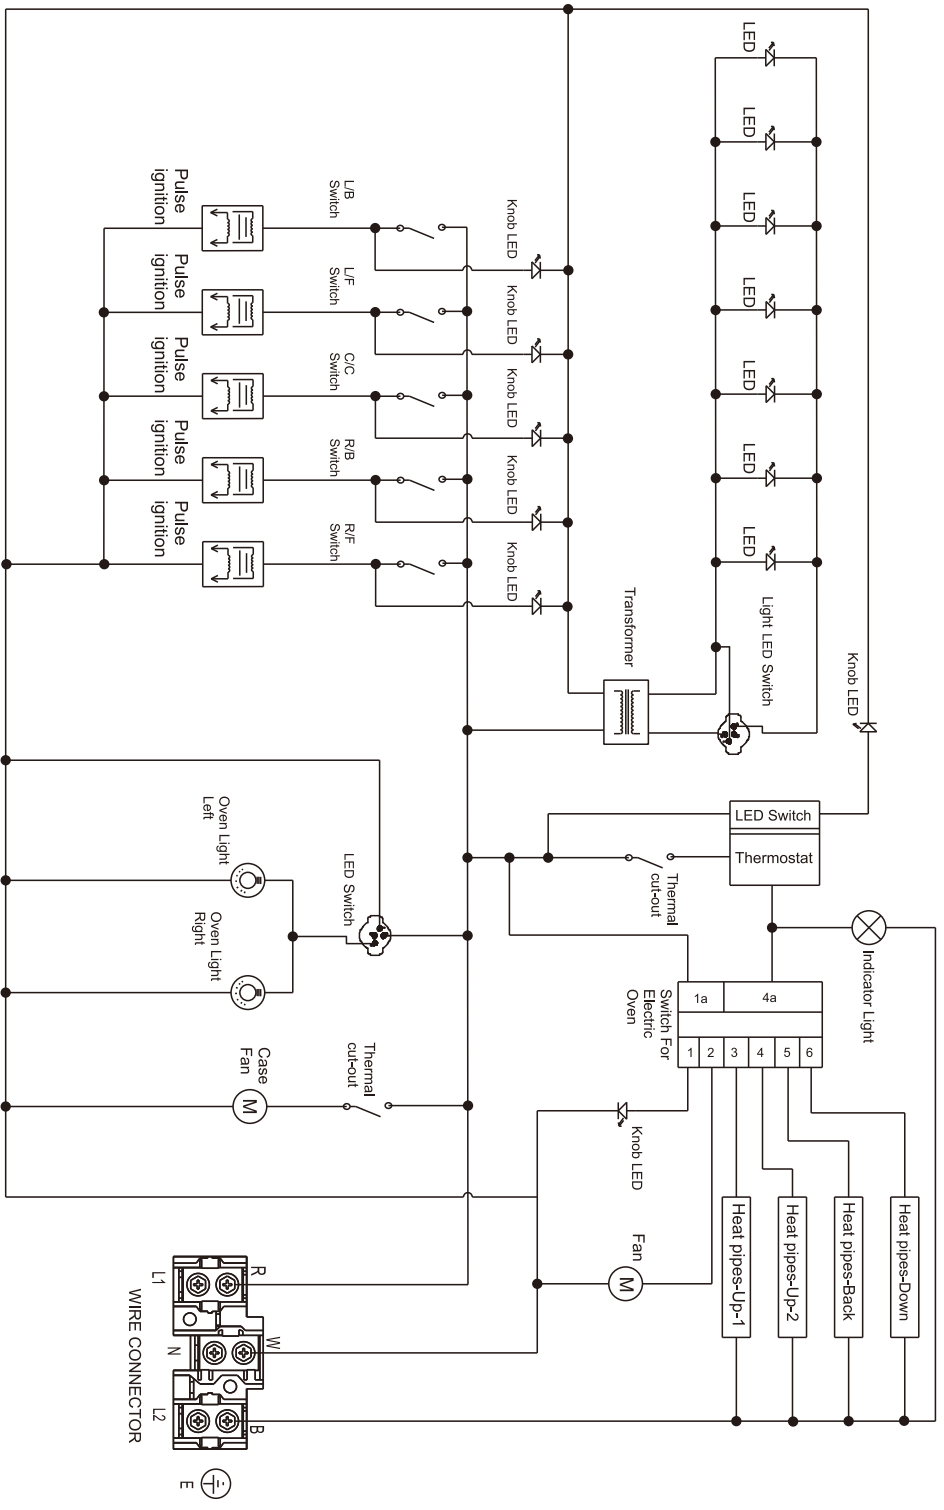 LED
LED
LED
LED
LED
LED
LED
Light LED Switch
Knob LED
Knob LED
Knob LED
Knob LED
Knob LED
Knob LED
Transformer
L/B
Switch
L/F
Switch
C/C
Switch
R/B
Switch
R/F
Switch
Pulse
ignition
Pulse
ignition
Pulse
ignition
Pulse
ignition
Pulse
ignition
LED Switch
Thermostat
Thermal
cut-out
Indicator Light
Oven Light
Left
Oven Light
Right
LED Switch
Switch For
Electric
Oven
1a
4a
1
2
3
4
5
6
Case
Fan
M
Thermal
cut-out
Knob LED
Fan
M
Heat pipes-Up-1
Heat pipes-Up-2
Heat pipes-Back
Heat pipes-Down
R
W
B
L1
N
L2
WIRE CONNECTOR
E